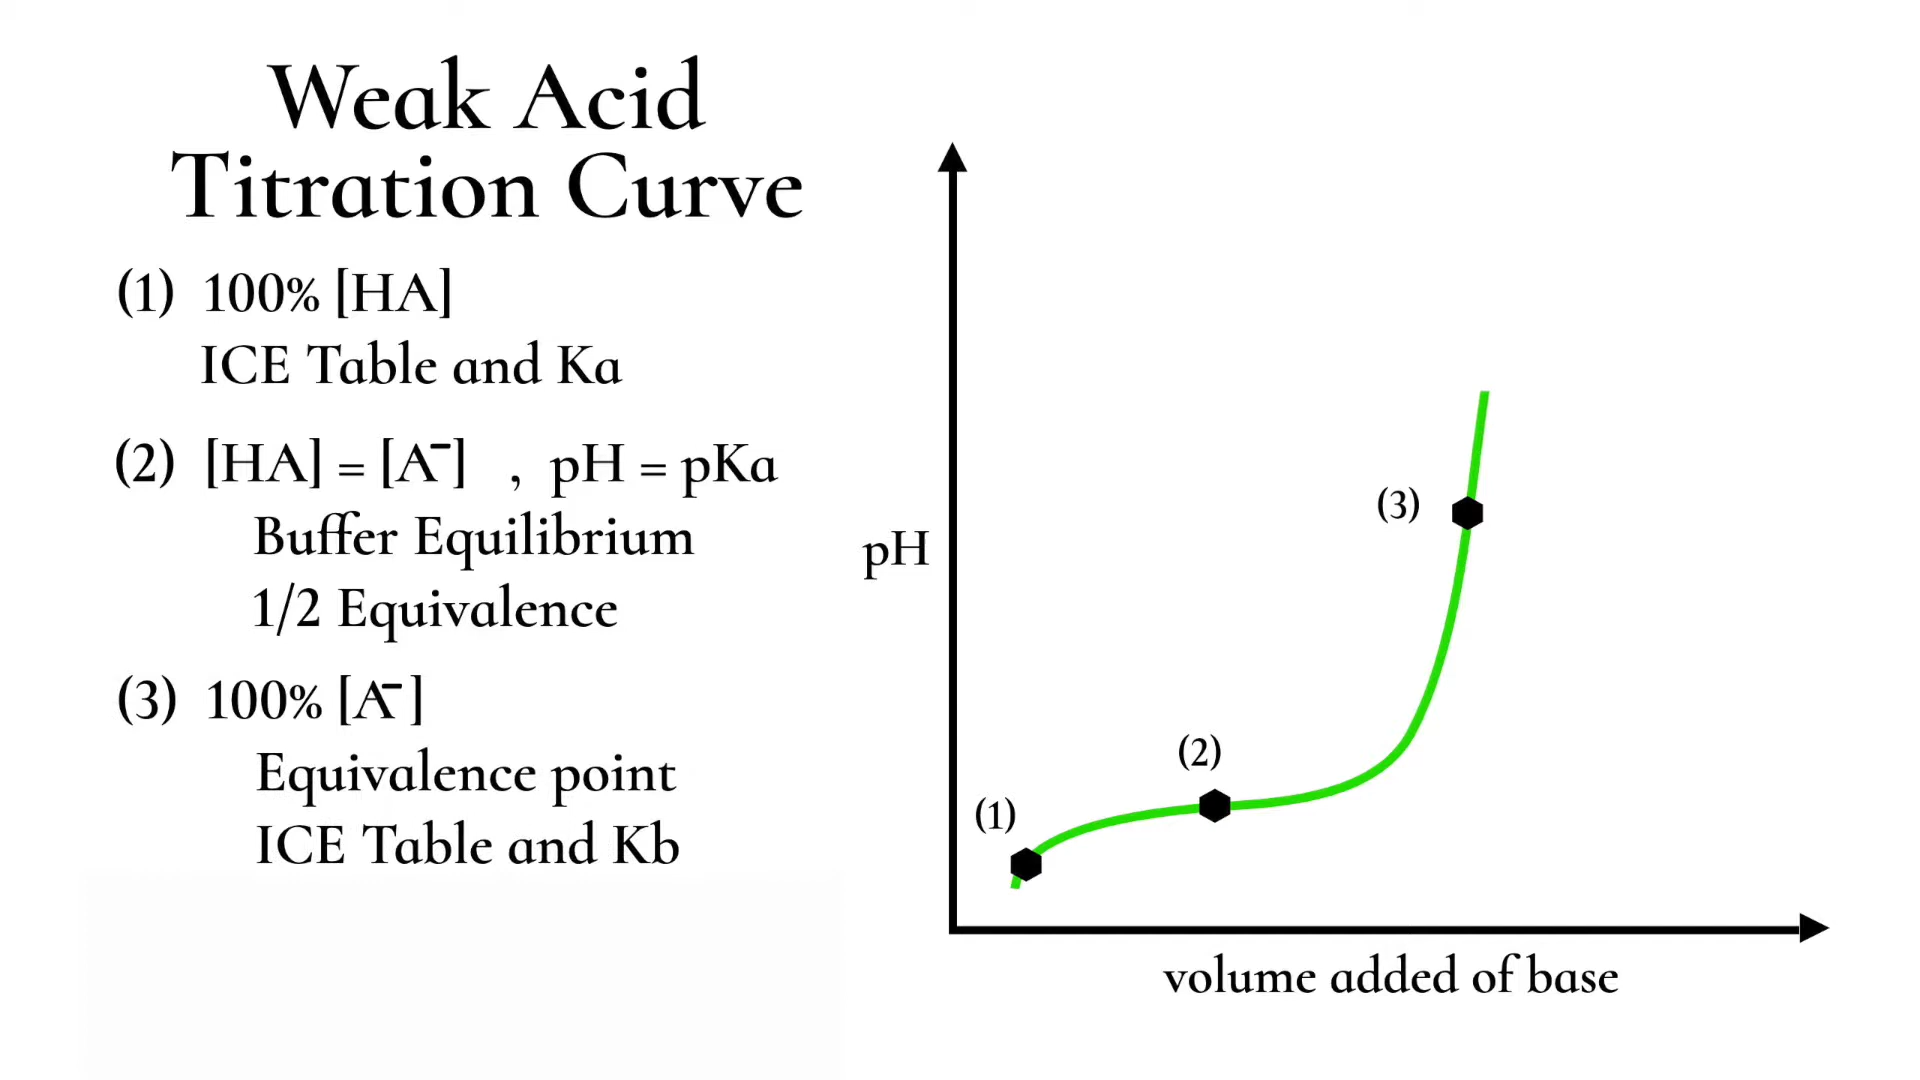 Weak Acid
Titration Curve
(1) 100% [HA]
ICE Table and Ka
(2) [HA] = [A⁻] , pH = pKa
Buffer Equilibrium
1/2 Equivalence
(3) 100% [A⁻]
Equivalence point
ICE Table and Kb
pH
(1)
(2)
(3)
volume added of base